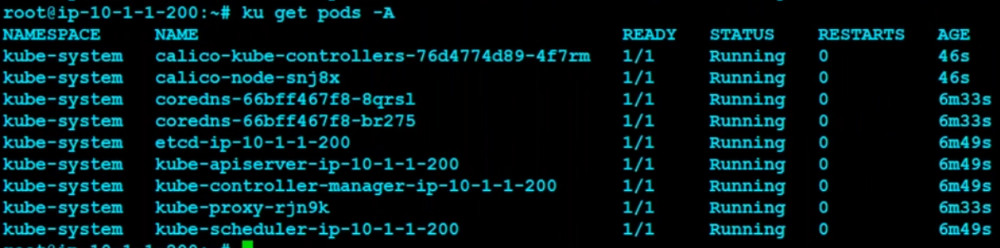 root@ip-10-1-1-200:~# ku get pods -A
NAMESPACE NAME READY STATUS RESTARTS AGE
kube-system calico-kube-controllers-76d4774d89-4f7rm 1/1 Running 0 46s
kube-system calico-node-snj8x 1/1 Running 0 46s
kube-system coredns-66bff467f8-8qrsl 1/1 Running 0 6m33s
kube-system coredns-66bff467f8-br275 1/1 Running 0 6m33s
kube-system etcd-ip-10-1-1-200 1/1 Running 0 6m49s
kube-system kube-apiserver-ip-10-1-1-200 1/1 Running 0 6m49s
kube-system kube-controller-manager-ip-10-1-1-200 1/1 Running 0 6m49s
kube-system kube-proxy-rjn9k 1/1 Running 0 6m33s
kube-system kube-scheduler-ip-10-1-1-200 1/1 Running 0 6m49s
root@ip-10-1-1-200:~#